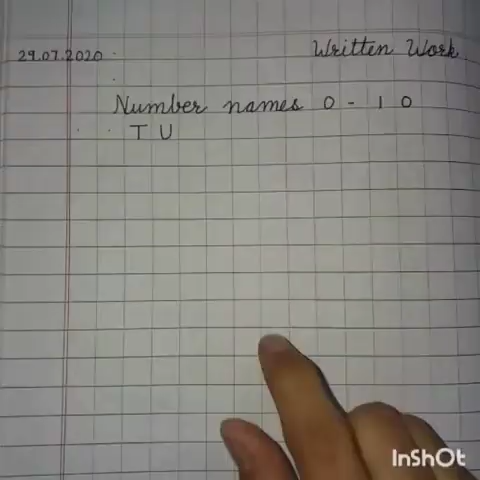 29.07.2020
Written Work
Number names 0 - 10
T U
InShOt